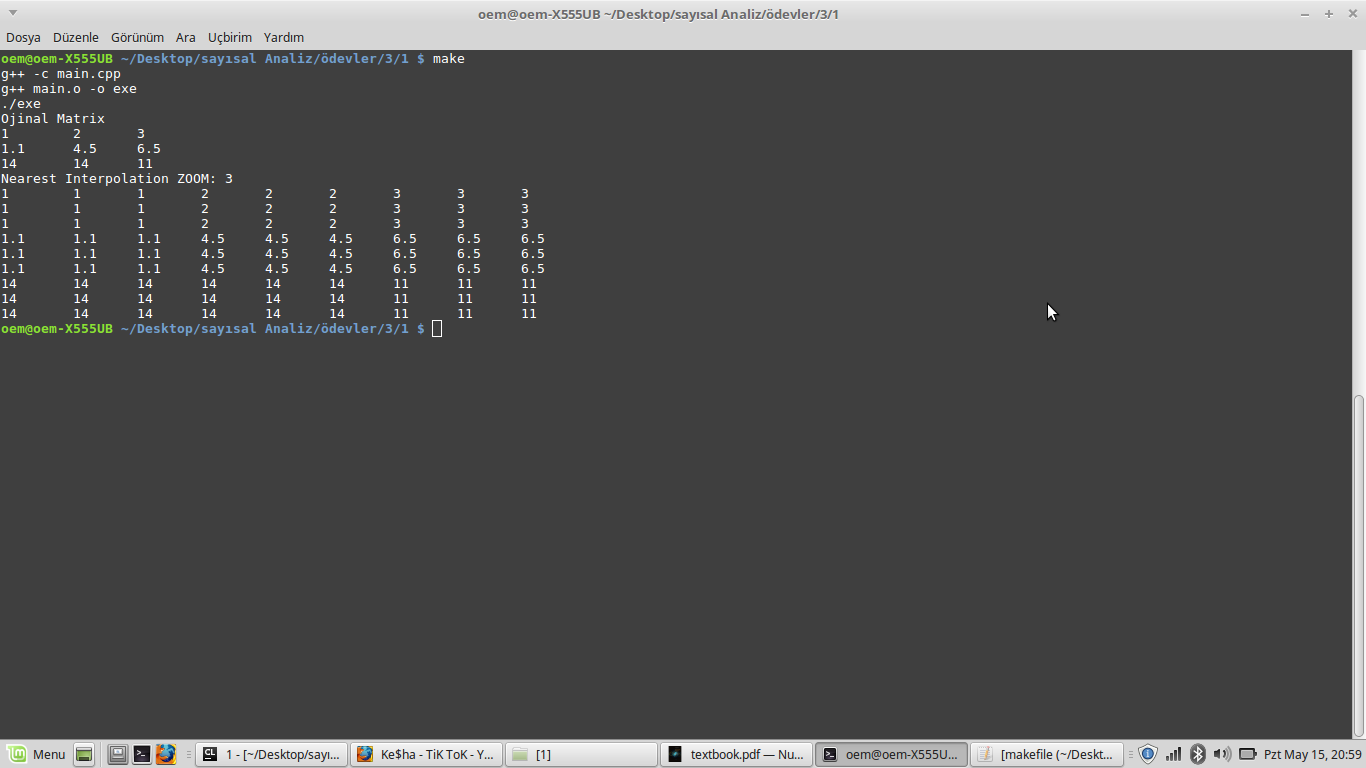 oem@oem-X555UB ~/Desktop/sayısal Analiz/ödevler/3/1
Dosya Düzenle Görünüm Ara Uçbirim Yardım
oem@oem-X555UB ~/Desktop/sayısal Analiz/ödevler/3/1 $ make
g++ -c main.cpp
g++ main.o -o exe
./exe
Ojinal Matrix
1 2 3
1.1 4.5 6.5
14 14 11
Nearest Interpolation ZOOM: 3
1 1 1 2 2 2 3 3 3
1 1 1 2 2 2 3 3 3
1 1 1 2 2 2 3 3 3
1.1 1.1 1.1 4.5 4.5 4.5 6.5 6.5 6.5
1.1 1.1 1.1 4.5 4.5 4.5 6.5 6.5 6.5
1.1 1.1 1.1 4.5 4.5 4.5 6.5 6.5 6.5
14 14 14 14 14 14 11 11 11
14 14 14 14 14 14 11 11 11
14 14 14 14 14 14 11 11 11
oem@oem-X555UB ~/Desktop/sayısal Analiz/ödevler/3/1 $
Menu CL 1 - [~/Desktop/sayı... Ke$ha - TiK ToK - Y... [1] textbook.pdf — Nu... oem@oem-X555U... [makefile (~/Deskt... Pzt May 15, 20:59